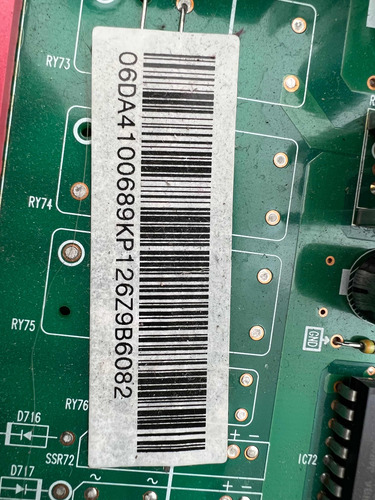 RY73
06DA4100689KP126Z9B6082
RY74
RY75
GND
RY76
D716
SSR72
IC72
D717